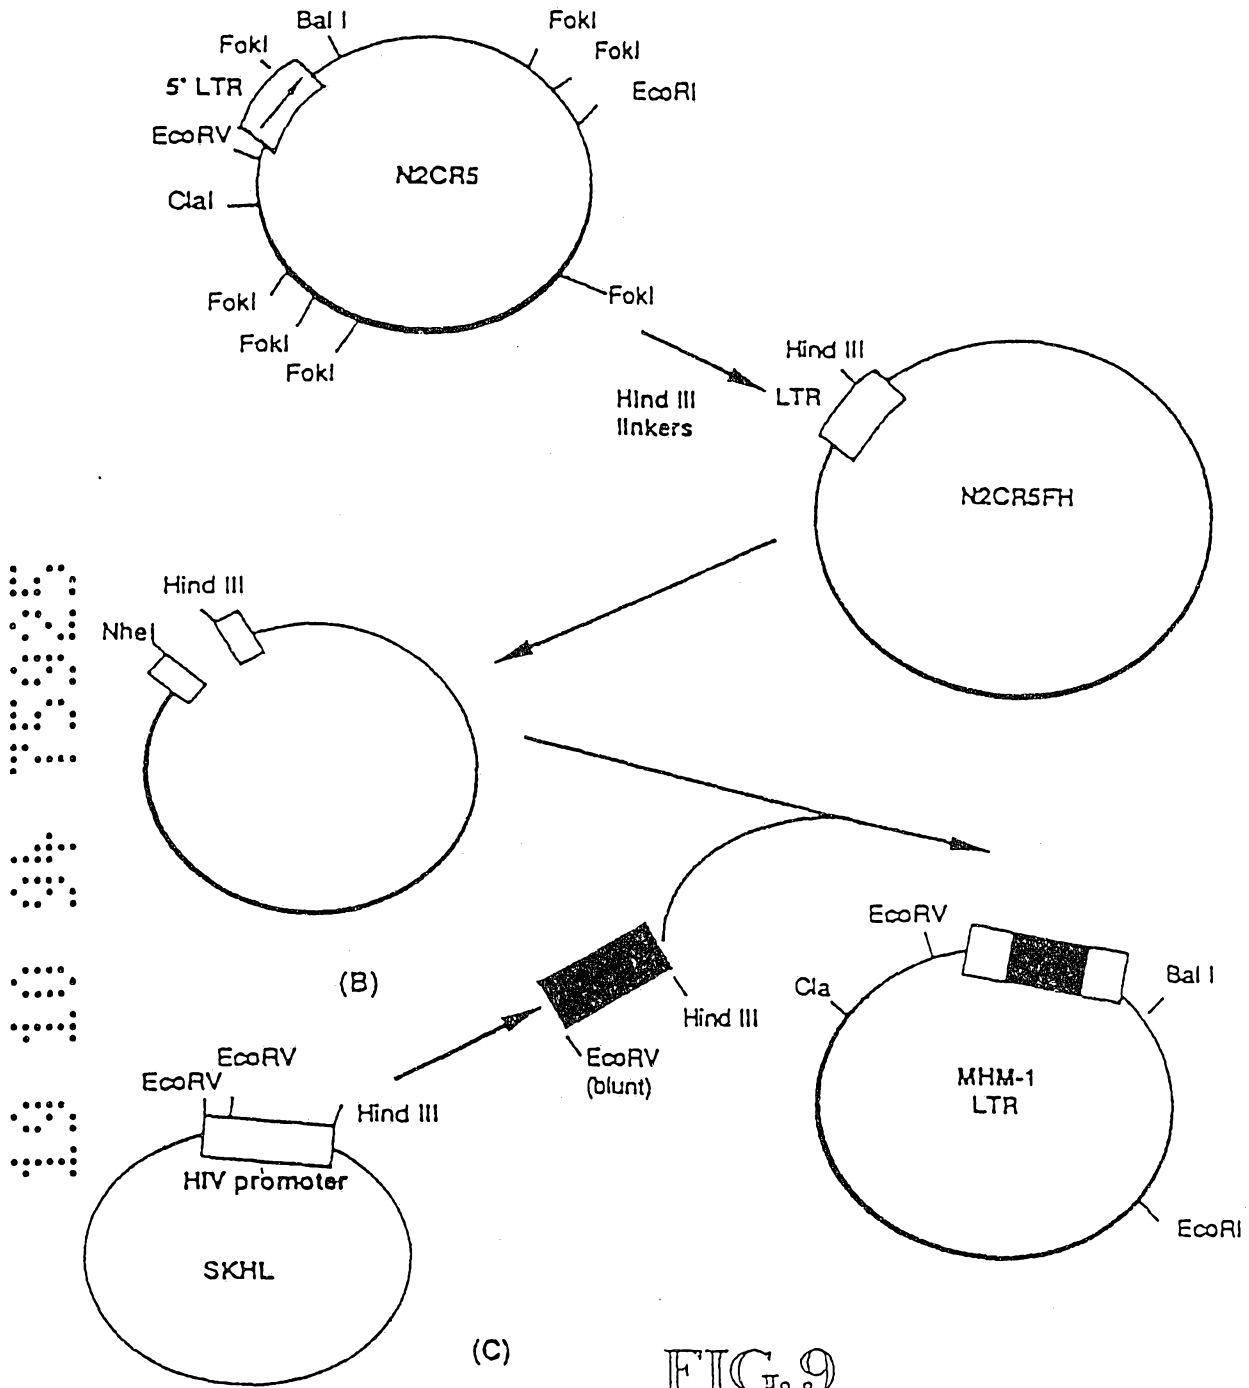 Bal I
FokI
FokI
FokI
5' LTR
EcoRI
EcoRV
N2CR5
ClaI
FokI
FokI
FokI
FokI
Hind III
LTR
Hind III
linkers
N2CR5FH
Hind III
NheI
(B)
EcoRV
Bal I
Cla
Hind III
EcoRV
(blunt)
MHM-1
LTR
EcoRV
EcoRV
Hind III
HIV promoter
EcoRI
SKHL
(C)
FIG. 9